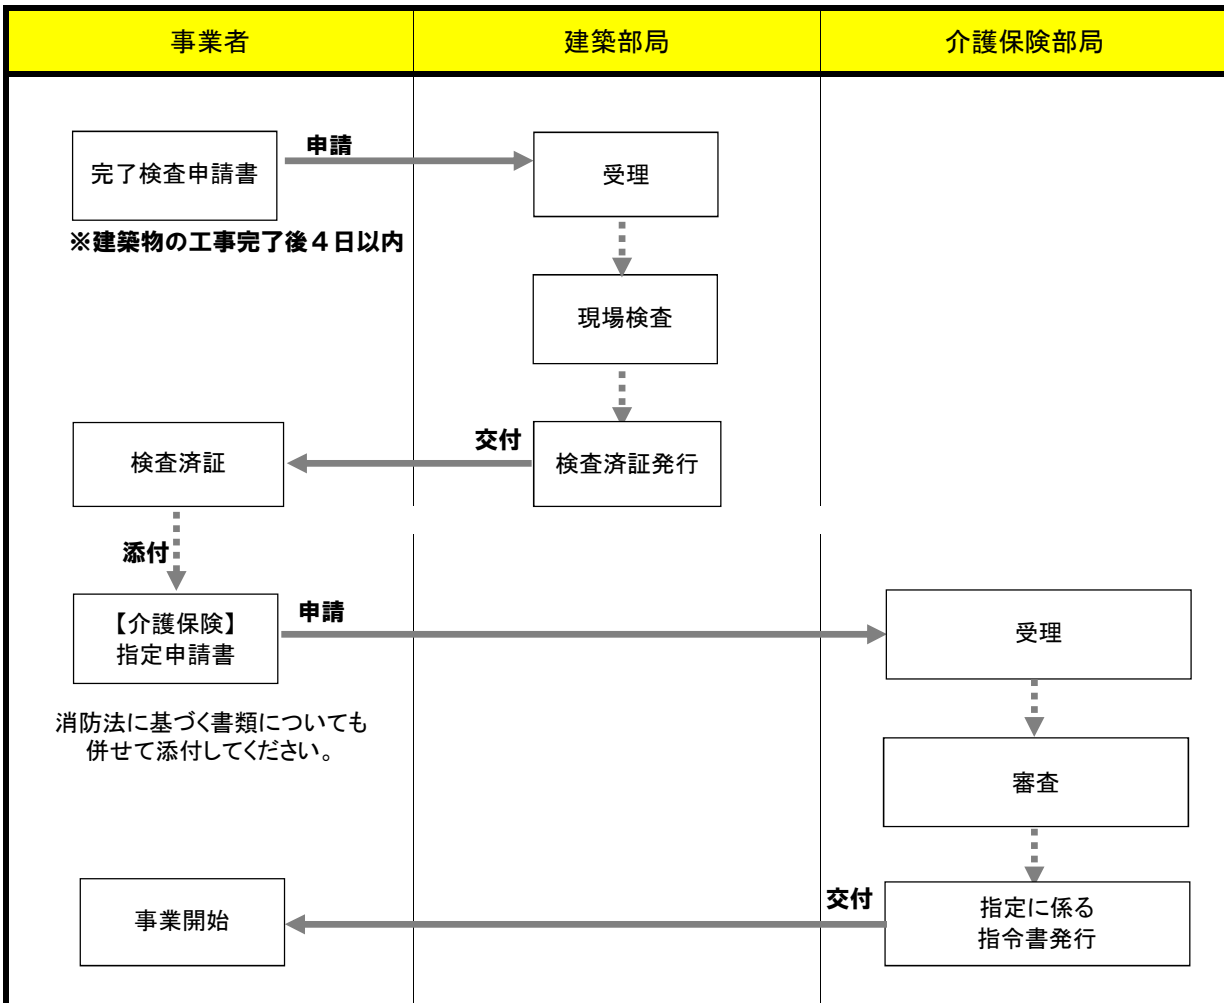 事業者
建築部局
介護保険部局
完了検査申請書
申請
受理
※建築物の工事完了後４日以内
現場検査
検査済証
交付
検査済証発行
添付
【介護保険】
指定申請書
申請
受理
消防法に基づく書類についても
併せて添付してください。
審査
事業開始
交付
指定に係る
指令書発行